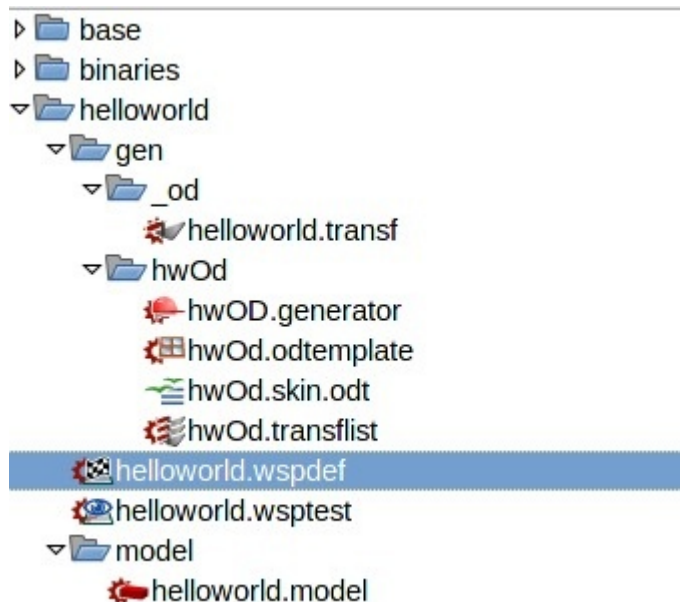 base
binaries
helloworld
gen
_od
helloworld.transf
hwOd
hwOD.generator
hwOd.odtemplate
hwOd.skin.odt
hwOd.transflist
helloworld.wspdef
helloworld.wsptest
model
helloworld.model